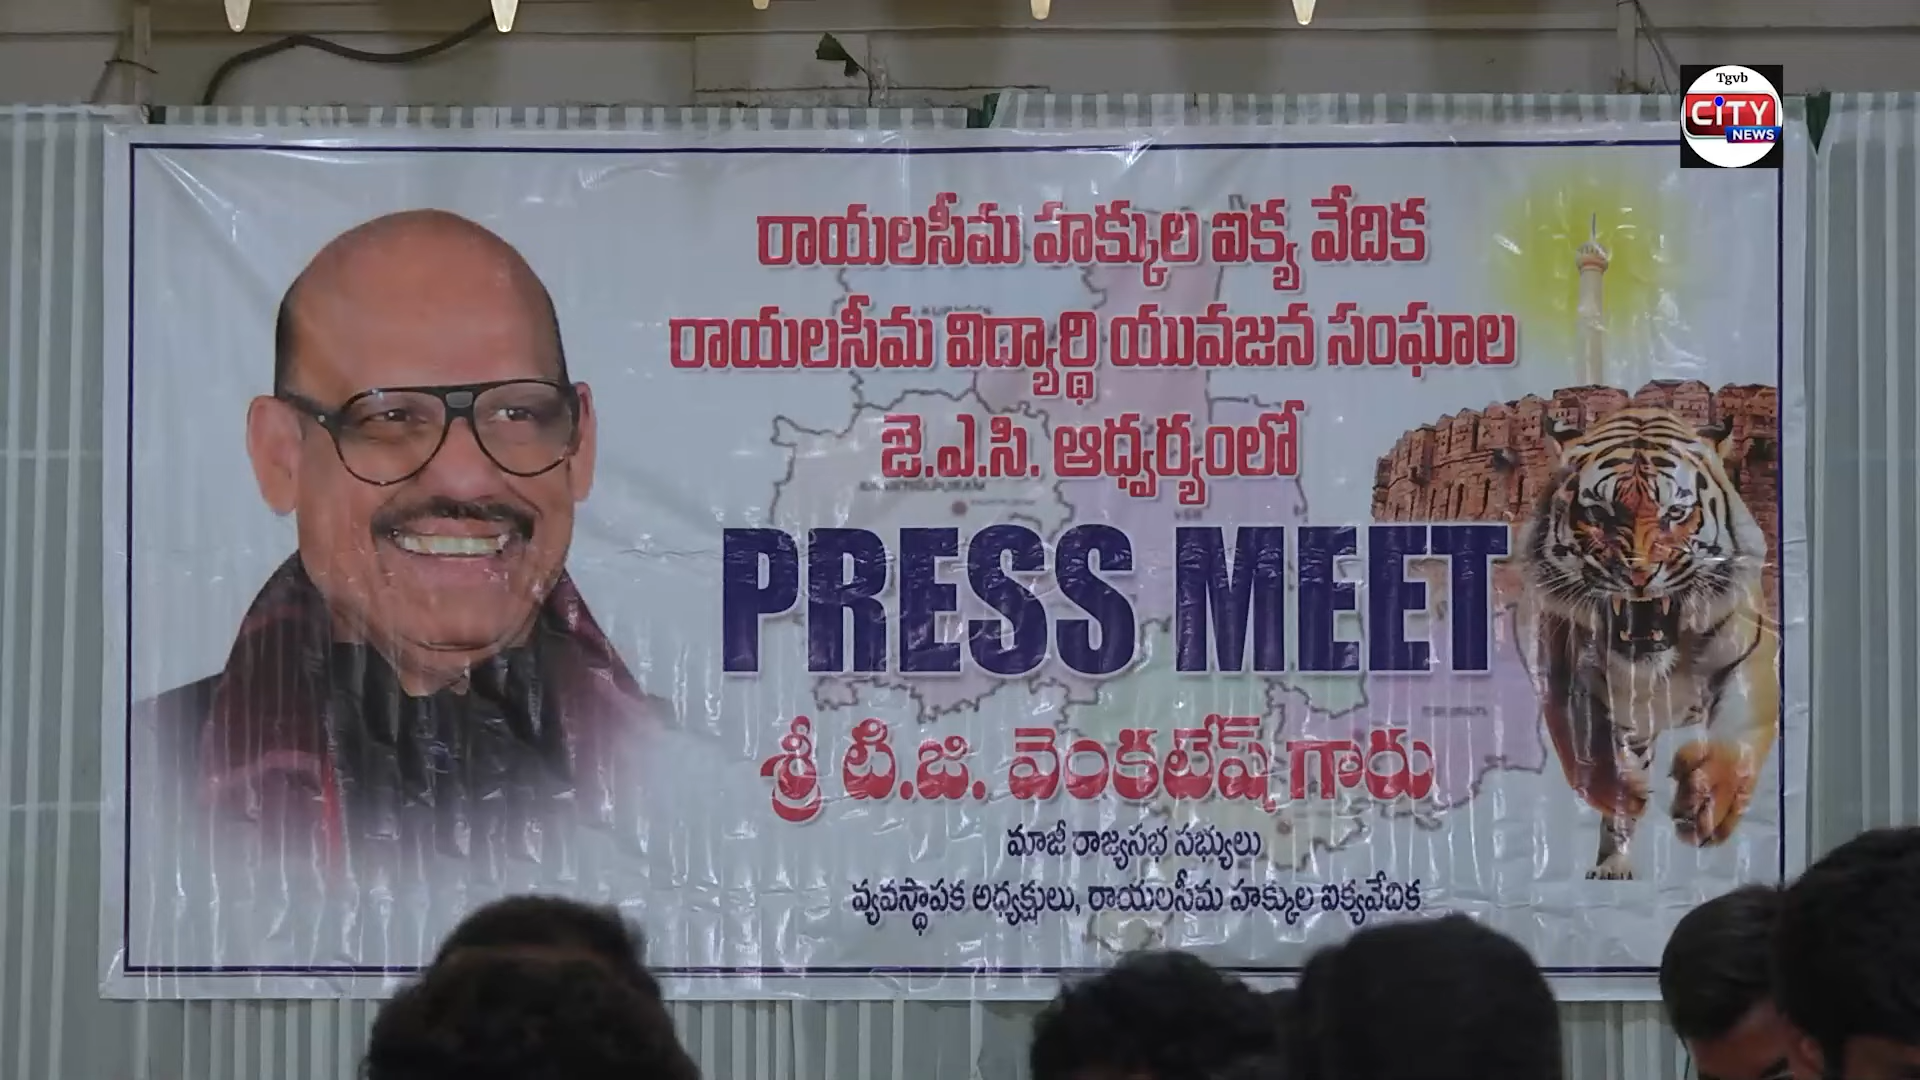 Tgvb
CITY
NEWS
రాయలసీమ హక్కుల ఐక్య వేదిక
రాయలసీమ విద్యార్థి యువజన సంఘాల
జె.ఎ.సి. ఆధ్వర్యంలో
PRESS MEET
శ్రీ టి.జి. వెంకటేష్ గారు
మాజీ రాజ్యసభ సభ్యులు
వ్యవస్థాపక అధ్యక్షులు, రాయలసీమ హక్కుల ఐక్యవేదిక